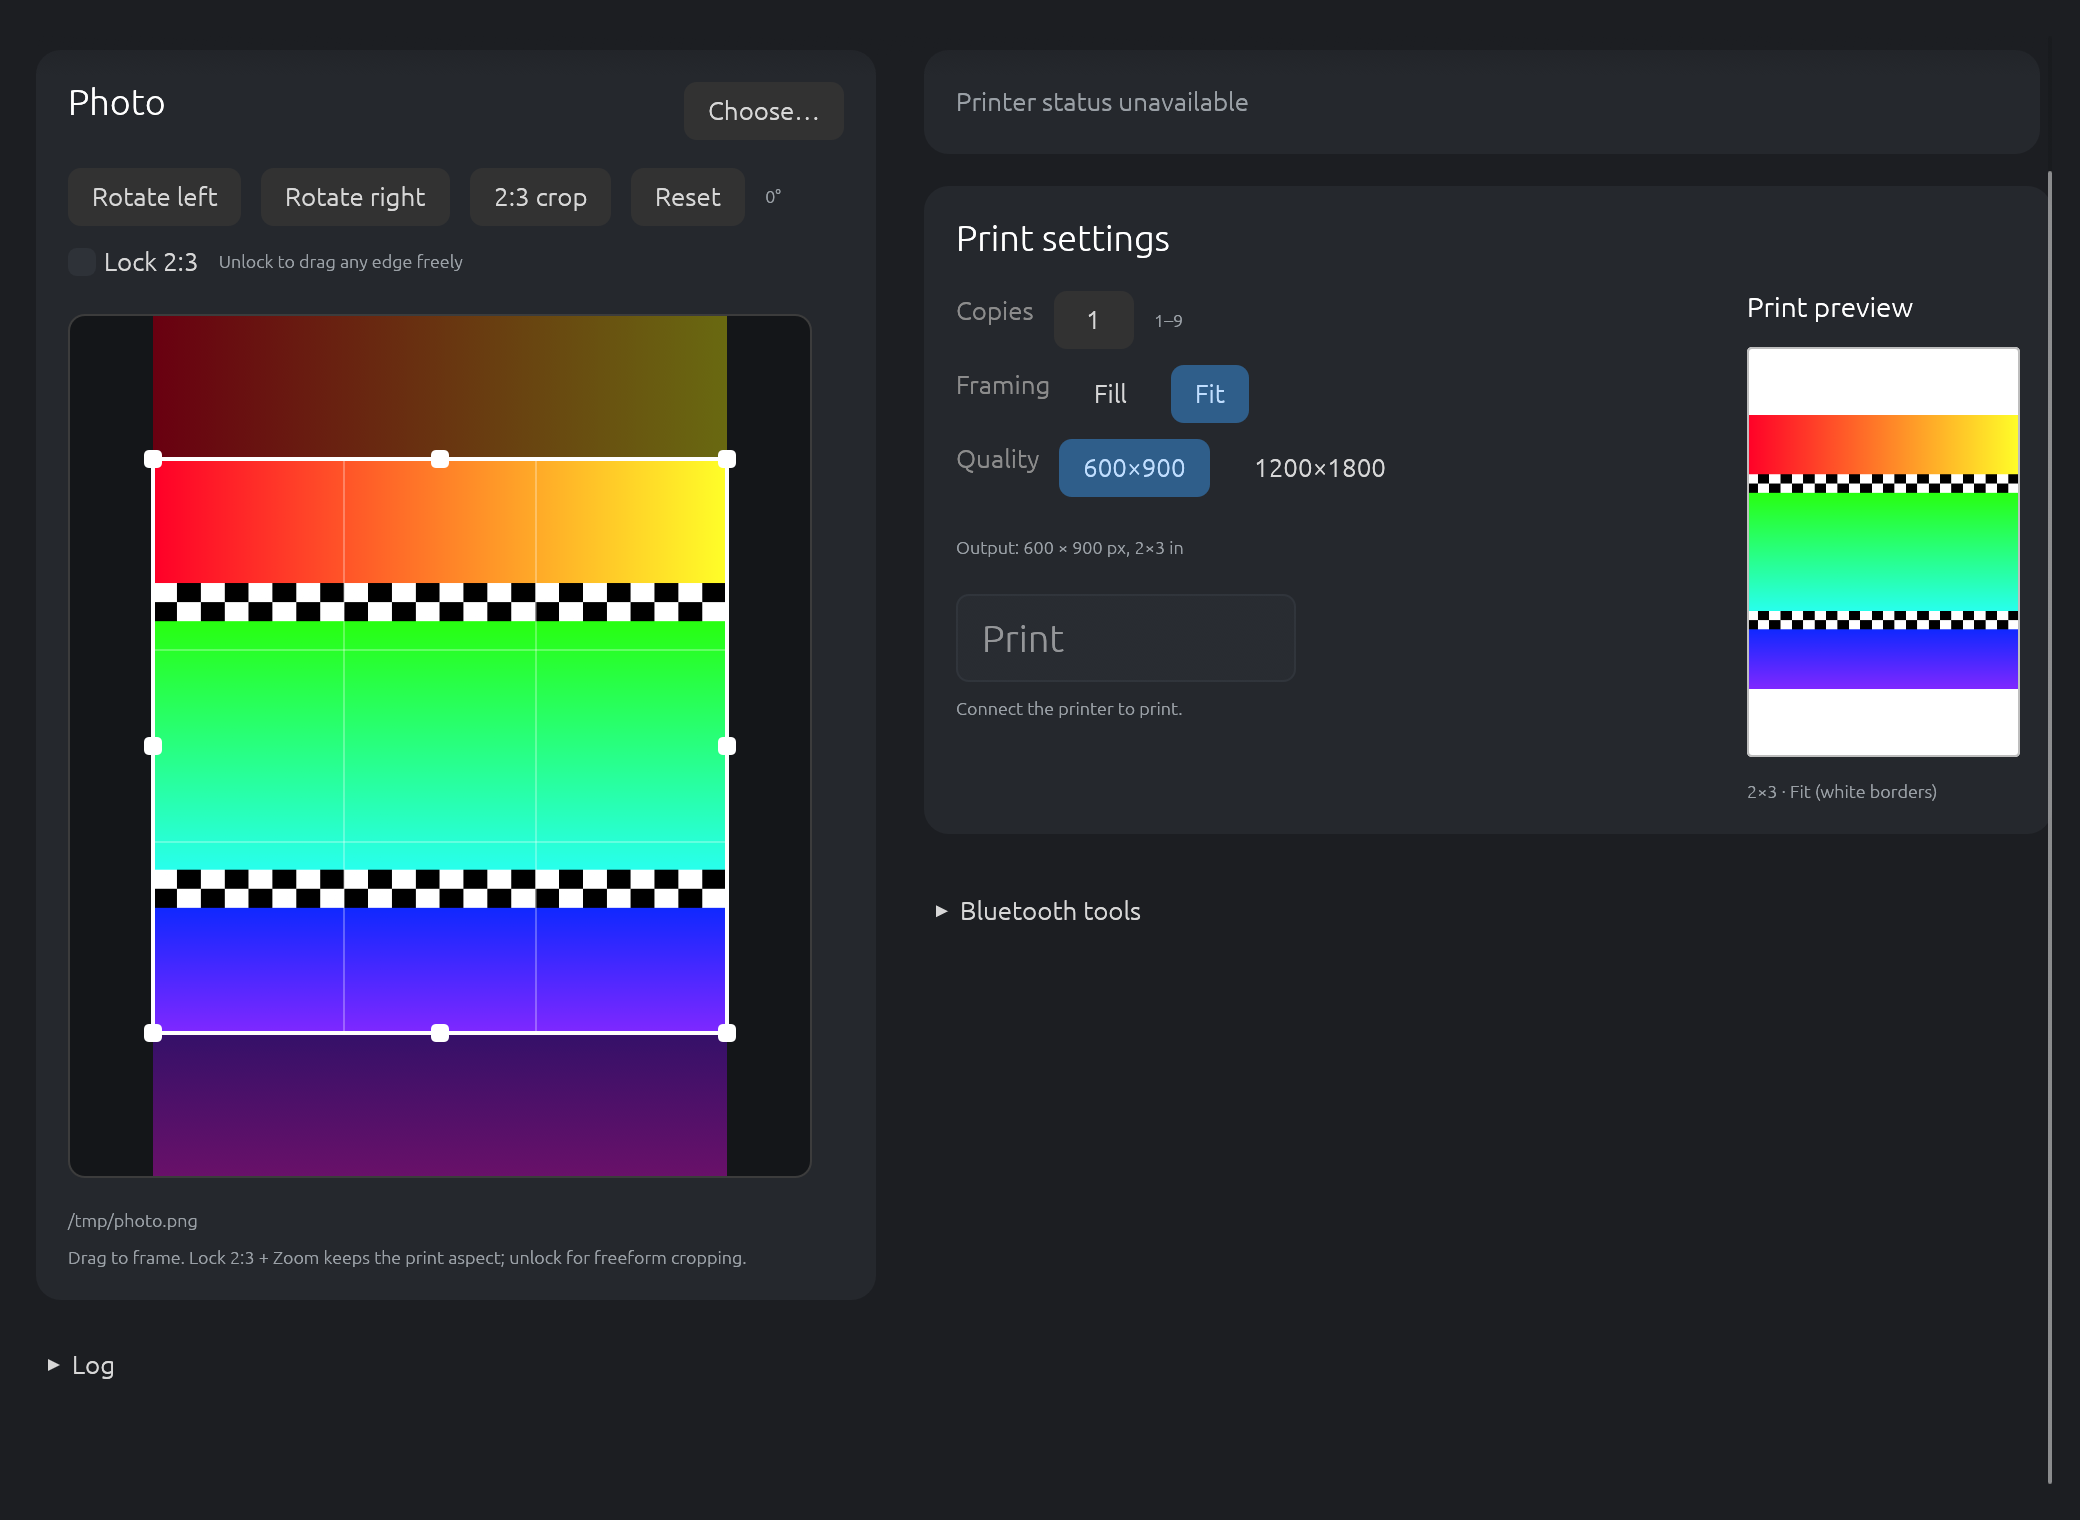 Photo
Choose...
Rotate left
Rotate right
2:3 crop
Reset
0°
Lock 2:3
Unlock to drag any edge freely
/tmp/photo.png
Drag to frame. Lock 2:3 + Zoom keeps the print aspect; unlock for freeform cropping.
Log
Printer status unavailable
Print settings
Copies
1
1–9
Framing
Fill
Fit
Quality
600×900
1200×1800
Output: 600 × 900 px, 2×3 in
Print
Connect the printer to print.
Print preview
2×3 · Fit (white borders)
Bluetooth tools